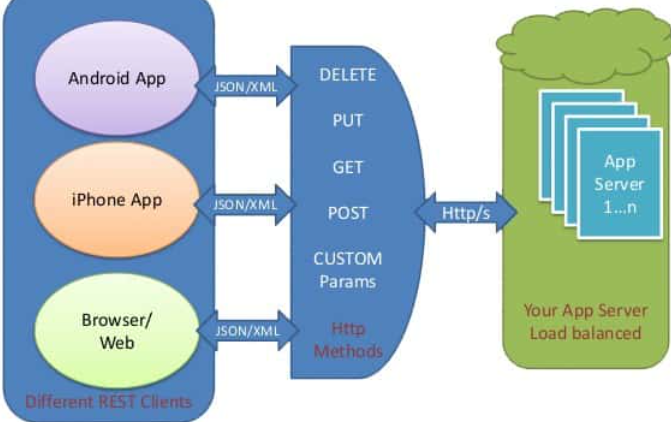 Android App
iPhone App
Browser/
Web
Different REST Clients
JSON/XML
JSON/XML
JSON/XML
DELETE
PUT
GET
POST
CUSTOM
Params
Http
Methods
Http/s
App
Server
1...n
Your App Server
Load balanced